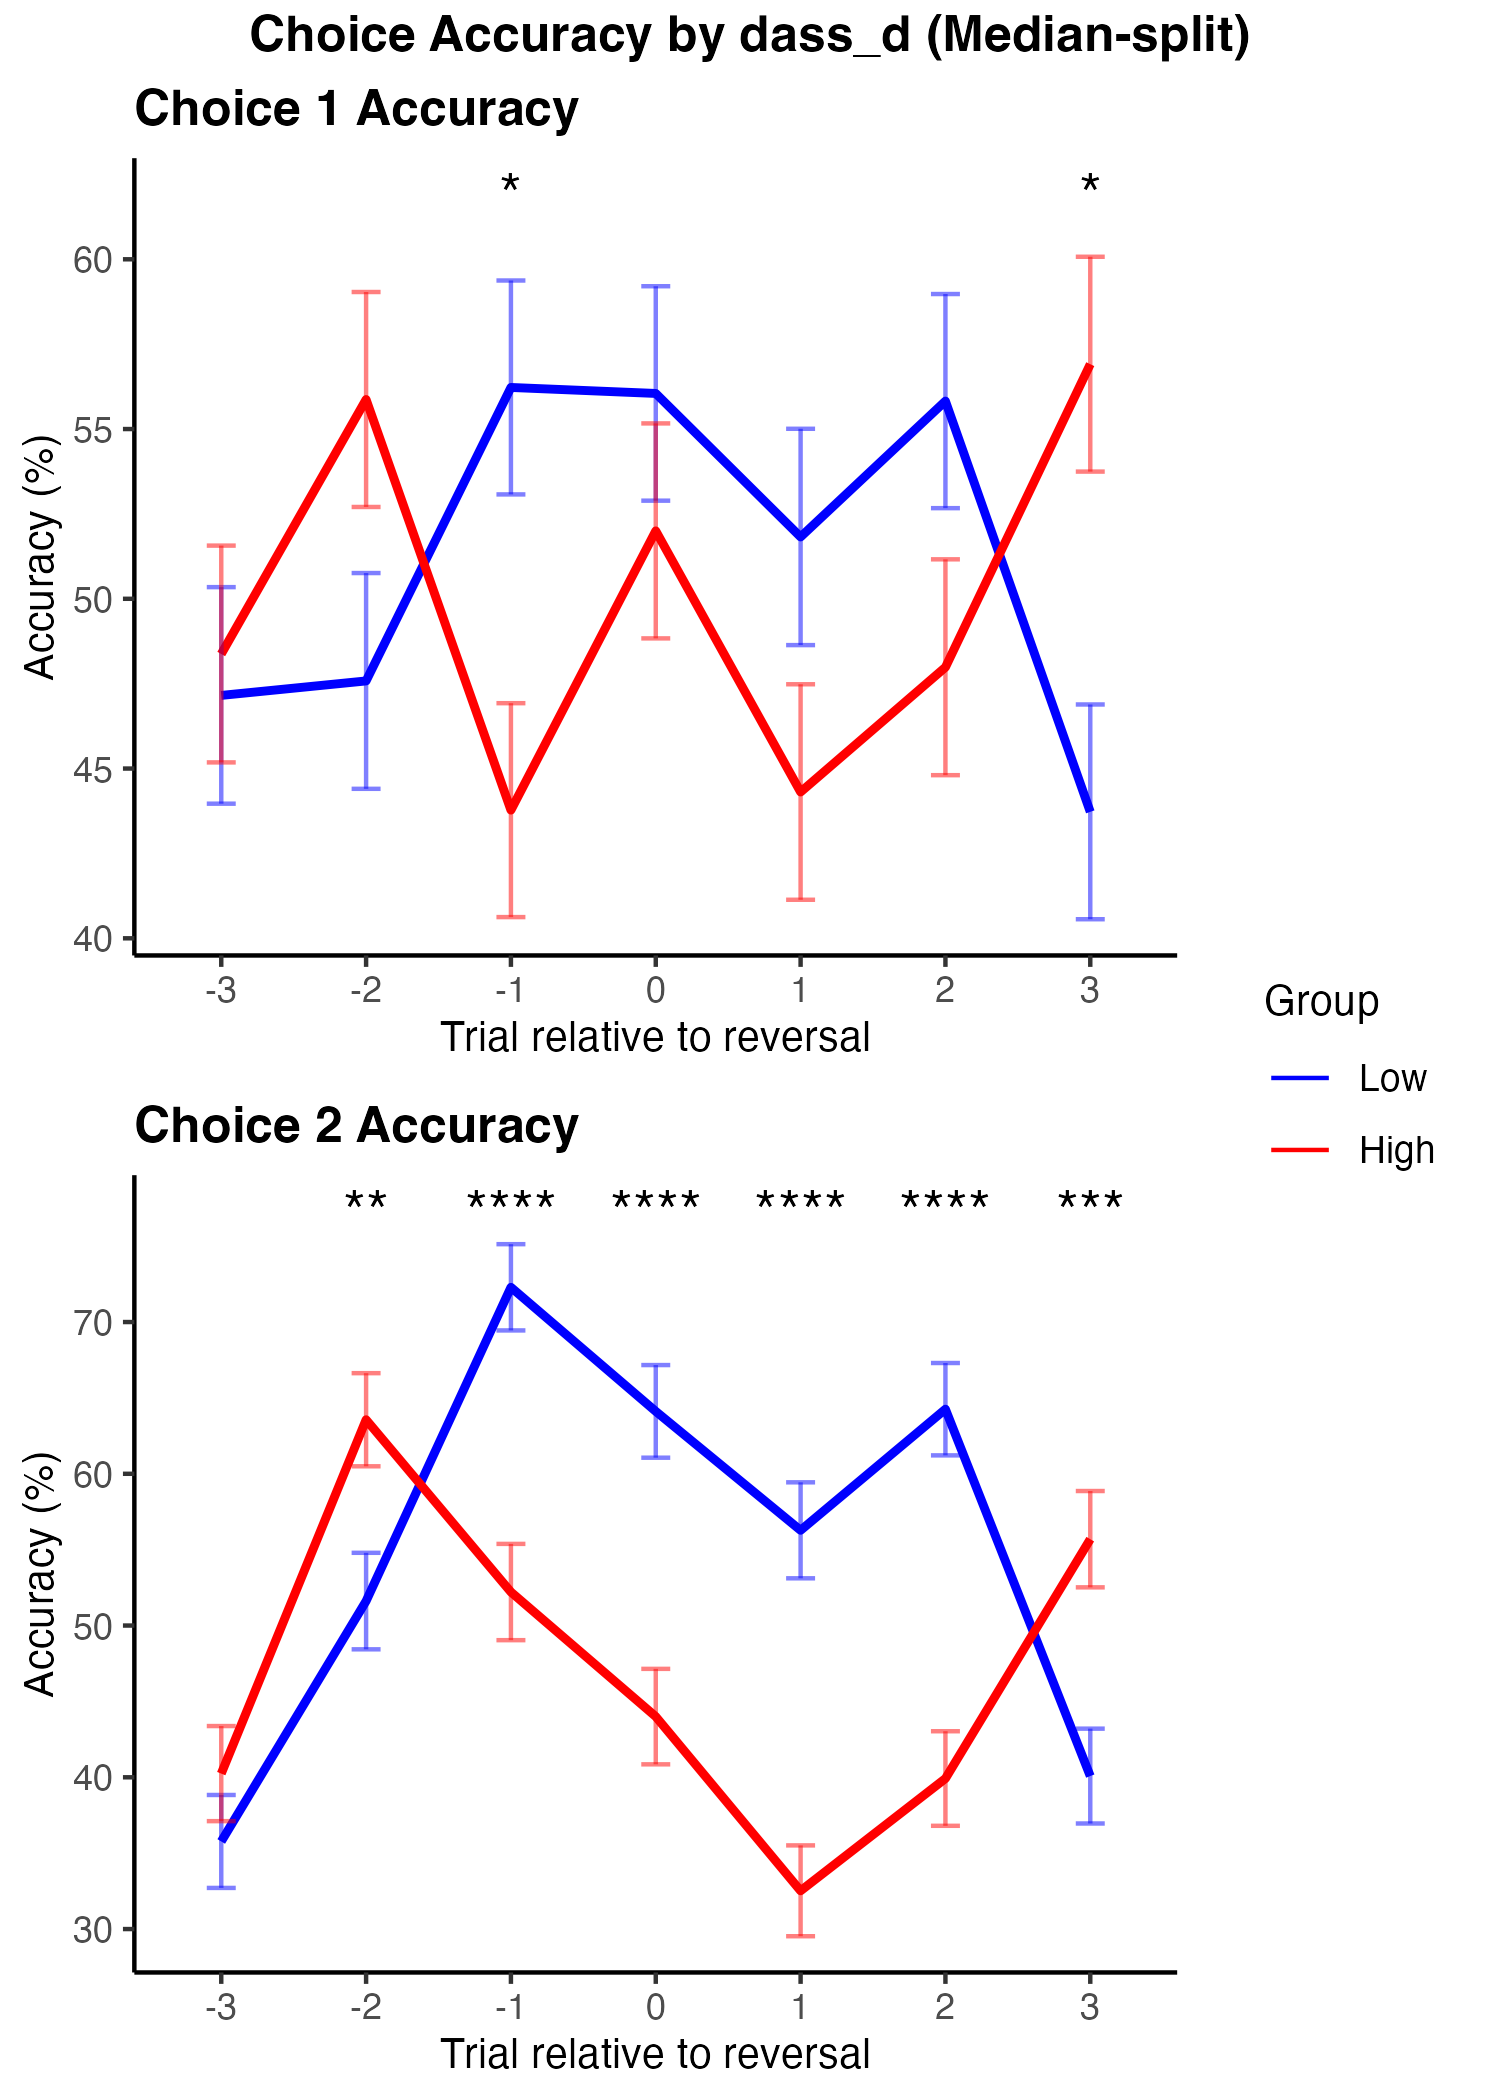 Choice Accuracy by dass_d (Median-split)
Choice 1 Accuracy
* *
60
55
50
45
40
Accuracy (%)
-3 -2 -1 0 1 2 3
Trial relative to reversal
Group
Low
High
Choice 2 Accuracy
** **** **** **** **** ***
70
60
50
40
30
Accuracy (%)
-3 -2 -1 0 1 2 3
Trial relative to reversal